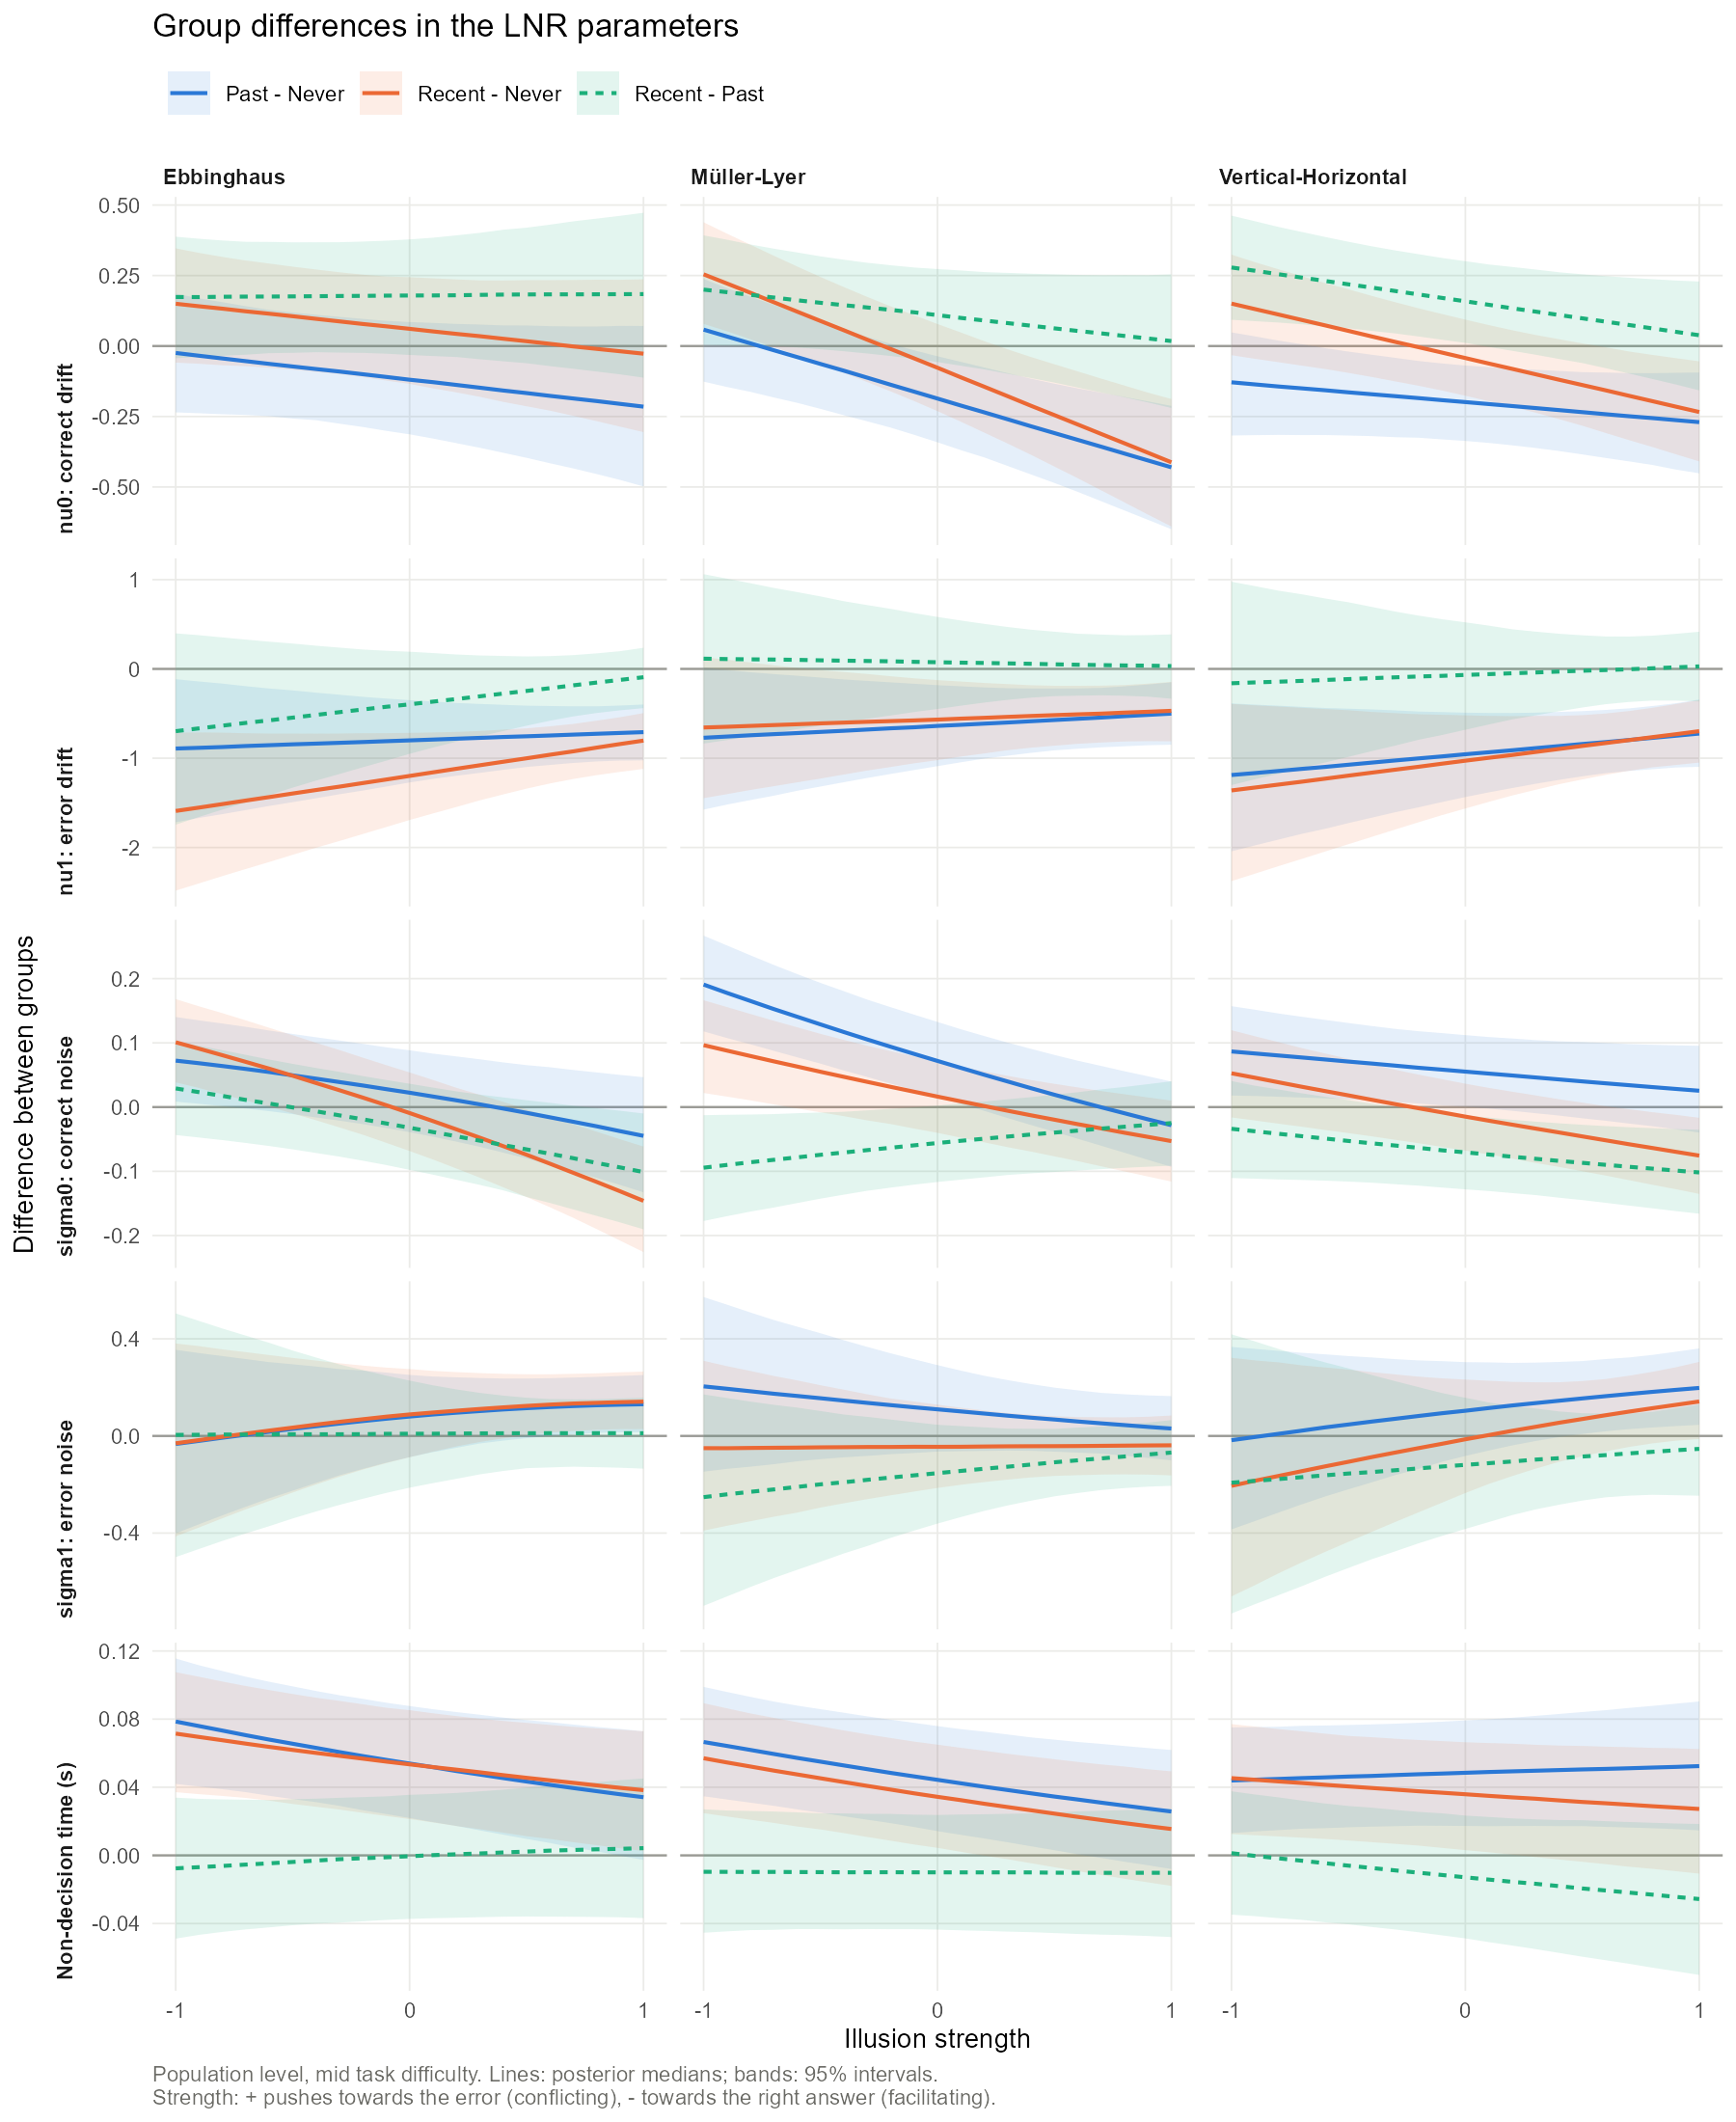 Group differences in the LNR parameters
Past - Never
Recent - Never
Recent - Past
Ebbinghaus
Müller-Lyer
Vertical-Horizontal
Difference between groups
nu0: correct drift
0.50
0.25
0.00
-0.25
-0.50
nu1: error drift
1
0
-1
-2
sigma0: correct noise
0.2
0.1
0.0
-0.1
-0.2
sigma1: error noise
0.4
0.0
-0.4
Non-decision time (s)
0.12
0.08
0.04
0.00
-0.04
-1 0 1
-1 0 1
-1 0 1
Illusion strength
Population level, mid task difficulty. Lines: posterior medians; bands: 95% intervals.
Strength: + pushes towards the error (conflicting), - towards the right answer (facilitating).